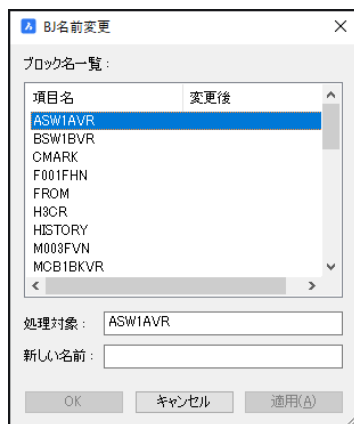 BJ名前変更
ブロック名一覧：
項目名 変更後
ASW1AVR
BSW1BVR
CMARK
F001FHN
FROM
H3CR
HISTORY
M003FVN
MCB1BKVR
処理対象： ASW1AVR
新しい名前：
OK キャンセル 適用(A)